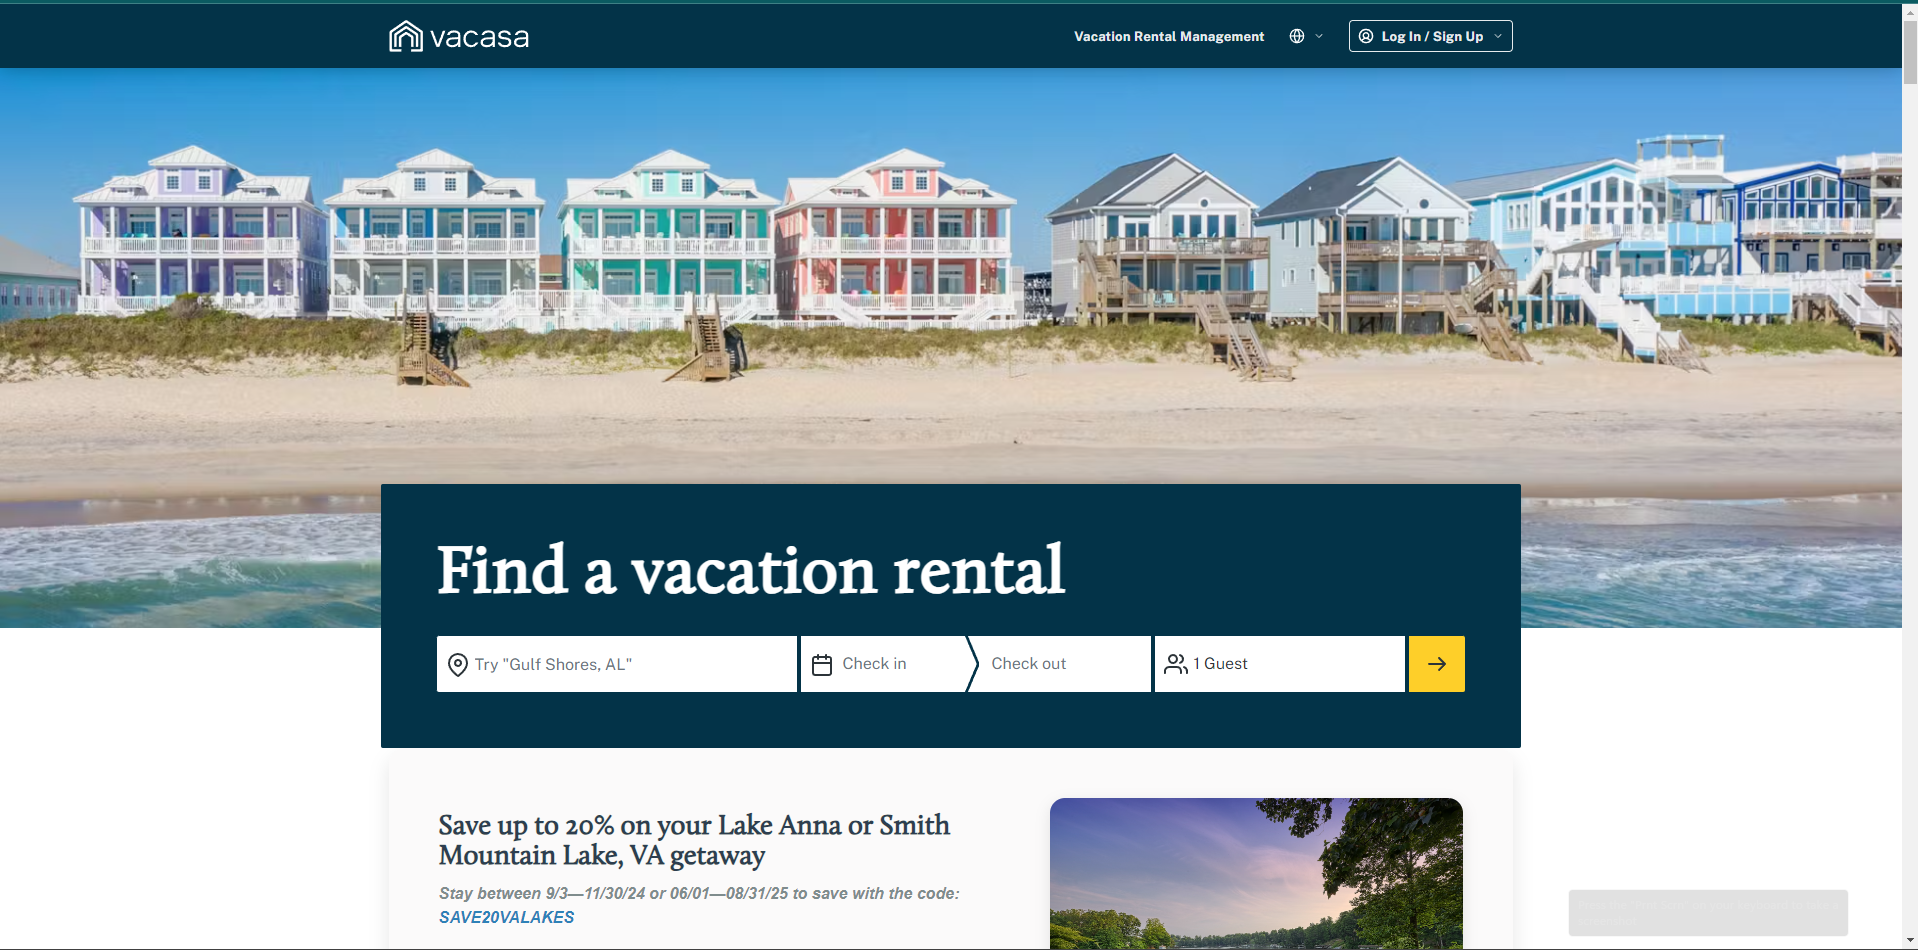 vacasa
Vacation Rental Management
Log In / Sign Up
Find a vacation rental
Try "Gulf Shores, AL"
Check in
Check out
1 Guest
Save up to 20% on your Lake Anna or Smith
Mountain Lake, VA getaway
Stay between 9/3—11/30/24 or 06/01—08/31/25 to save with the code:
SAVE20VALAKES